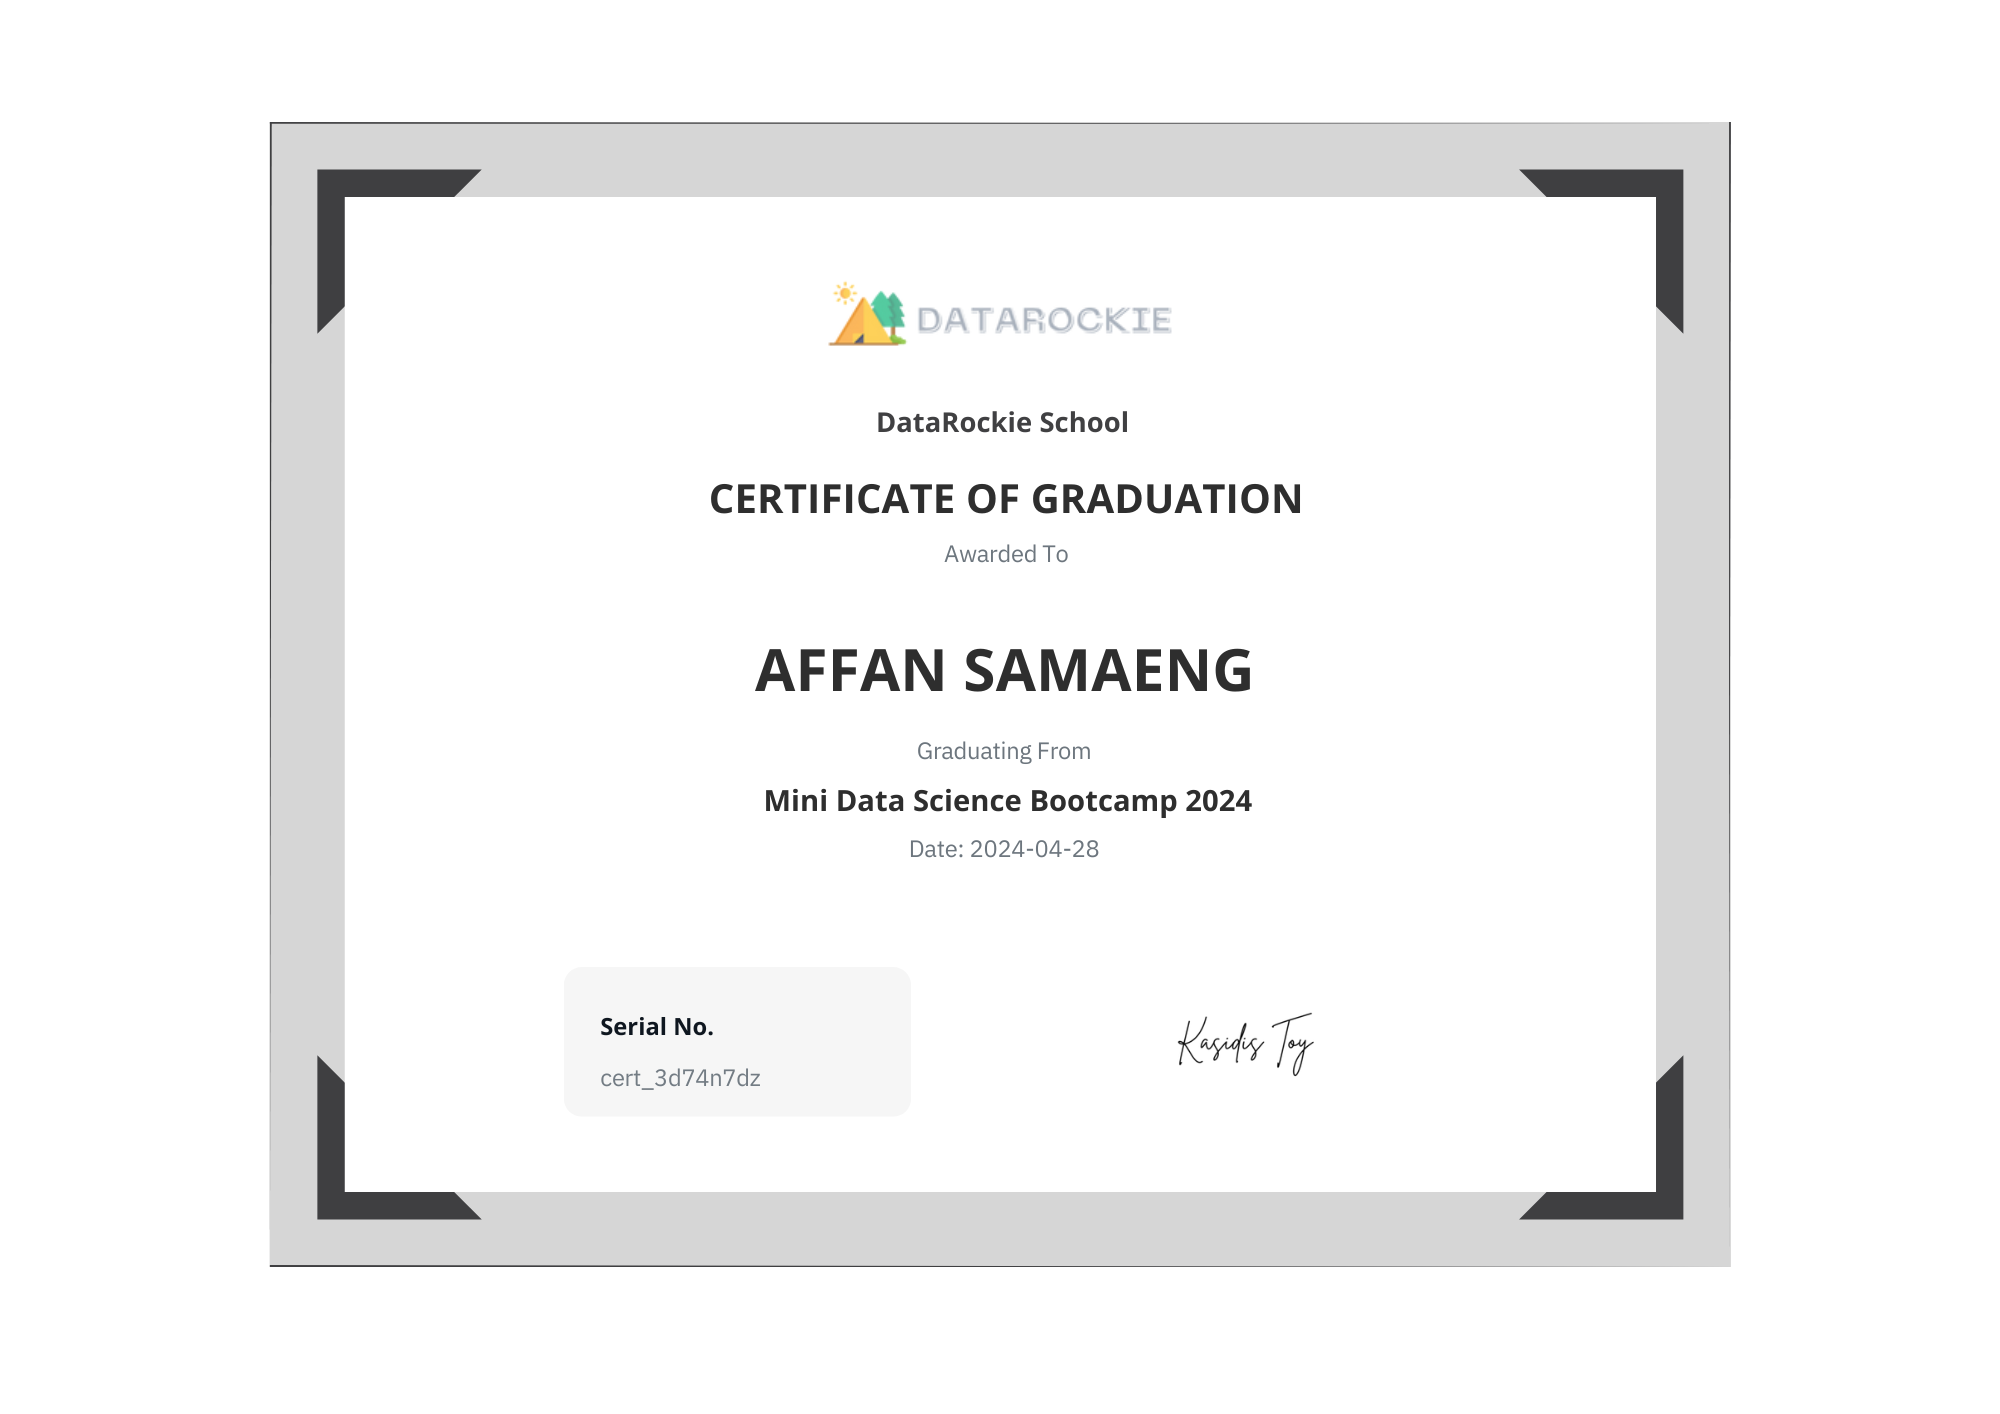 DATAROCKIE
DataRockie School
CERTIFICATE OF GRADUATION
Awarded To
AFFAN SAMAENG
Graduating From
Mini Data Science Bootcamp 2024
Date: 2024-04-28
Serial No.
cert_3d74n7dz
Kasidis Toy